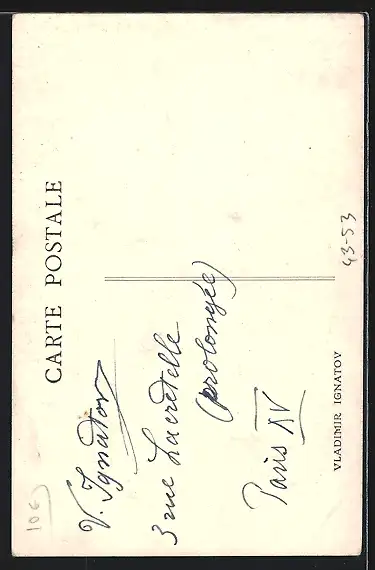 CARTE POSTALE
V. Ignatov
3 rue Lacretelle
(prolongée)
Paris XV
VLADIMIR IGNATOV
43-53
106